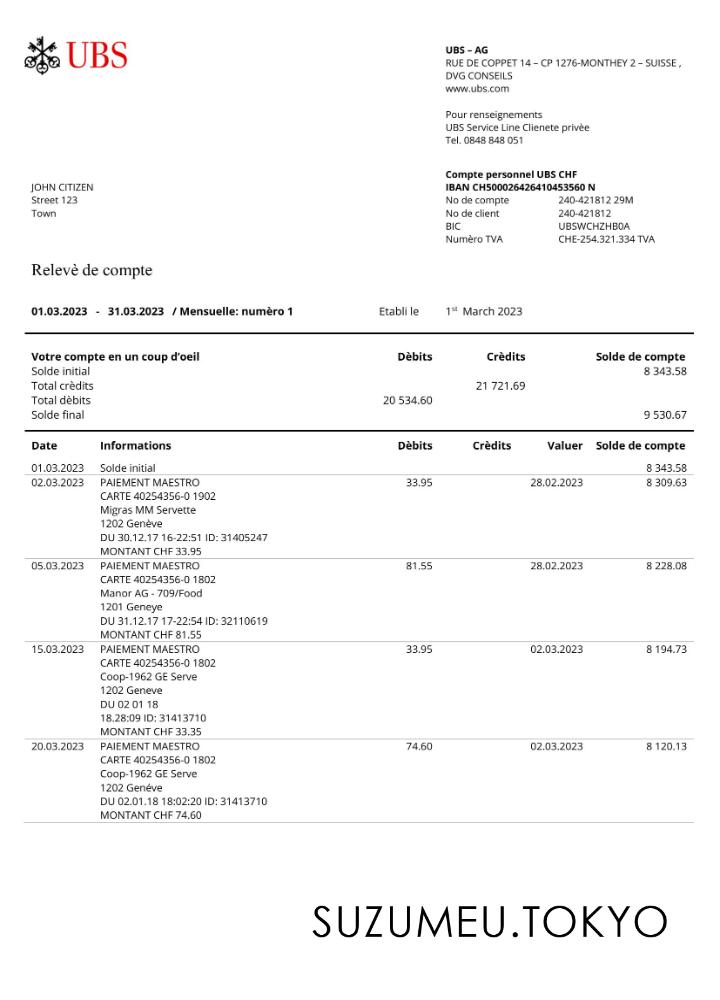 UBS
UBS – AG
RUE DE COPPET 14 – CP 1276-MONTHEY 2 – SUISSE ,
DVG CONSEILS
www.ubs.com
Pour renseignements
UBS Service Line Clienete privèe
Tel. 0848 848 051
JOHN CITIZEN
Street 123
Town
Compte personnel UBS CHF
IBAN CH500026426410453560 N
No de compte 240-421812 29M
No de client 240-421812
BIC UBSWCHZHB0A
Numèro TVA CHE-254.321.334 TVA
Relevè de compte
01.03.2023 - 31.03.2023 / Mensuelle: numèro 1 Etabli le 1st March 2023
Votre compte en un coup d'oeil Dèbits Crèdits Solde de compte
Solde initial 8 343.58
Total crèdits 21 721.69
Total dèbits 20 534.60
Solde final 9 530.67
Date Informations Dèbits Crèdits Valuer Solde de compte
01.03.2023 Solde initial 8 343.58
02.03.2023 PAIEMENT MAESTRO 33.95 28.02.2023 8 309.63
CARTE 40254356-0 1902
Migras MM Servette
1202 Genève
DU 30.12.17 16-22:51 ID: 31405247
MONTANT CHF 33.95
05.03.2023 PAIEMENT MAESTRO 81.55 28.02.2023 8 228.08
CARTE 40254356-0 1802
Manor AG - 709/Food
1201 Geneye
DU 31.12.17 17-22:54 ID: 32110619
MONTANT CHF 81.55
15.03.2023 PAIEMENT MAESTRO 33.95 02.03.2023 8 194.73
CARTE 40254356-0 1802
Coop-1962 GE Serve
1202 Geneve
DU 02 01 18
18.28:09 ID: 31413710
MONTANT CHF 33.35
20.03.2023 PAIEMENT MAESTRO 74.60 02.03.2023 8 120.13
CARTE 40254356-0 1802
Coop-1962 GE Serve
1202 Genéve
DU 02.01.18 18:02:20 ID: 31413710
MONTANT CHF 74.60
SUZUMEU.TOKYO